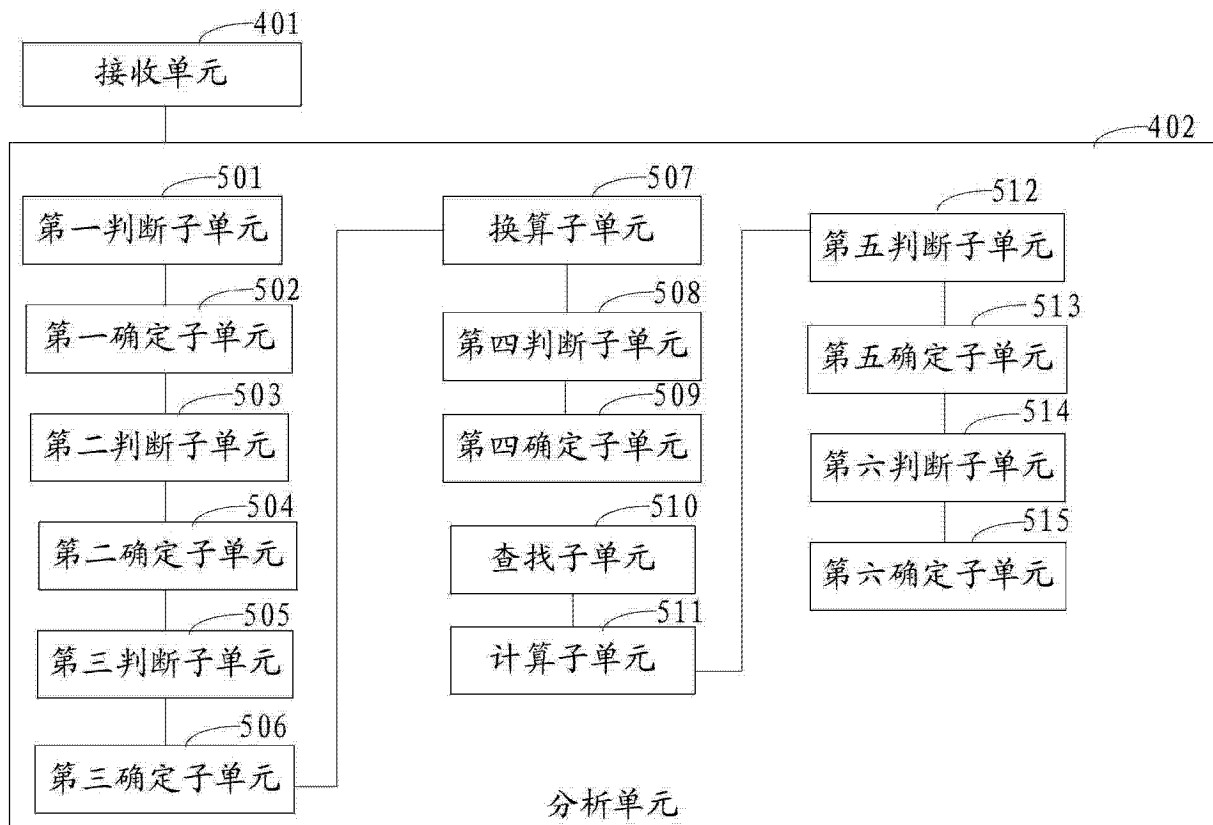 401
接收单元
402
501
第一判断子单元
502
第一确定子单元
503
第二判断子单元
504
第二确定子单元
505
第三判断子单元
506
第三确定子单元
507
换算子单元
508
第四判断子单元
509
第四确定子单元
510
查找子单元
511
计算子单元
512
第五判断子单元
513
第五确定子单元
514
第六判断子单元
515
第六确定子单元
分析单元